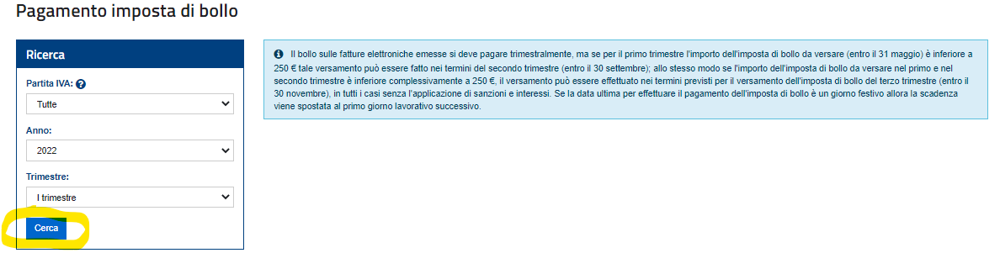 Pagamento imposta di bollo
Ricerca
Partita IVA:
Tutte
Anno:
2022
Trimestre:
I trimestre
Cerca
Il bollo sulle fatture elettroniche emesse si deve pagare trimestralmente, ma se per il primo trimestre l'importo dell'imposta di bollo da versare (entro il 31 maggio) è inferiore a
250 € tale versamento può essere fatto nei termini del secondo trimestre (entro il 30 settembre); allo stesso modo se l'importo dell'imposta di bollo da versare nel primo e nel
secondo trimestre è inferiore complessivamente a 250 €, il versamento può essere effettuato nei termini previsti per il versamento dell'imposta di bollo del terzo trimestre (entro il
30 novembre), in tutti i casi senza l'applicazione di sanzioni e interessi. Se la data ultima per effettuare il pagamento dell'imposta di bollo è un giorno festivo allora la scadenza
viene spostata al primo giorno lavorativo successivo.